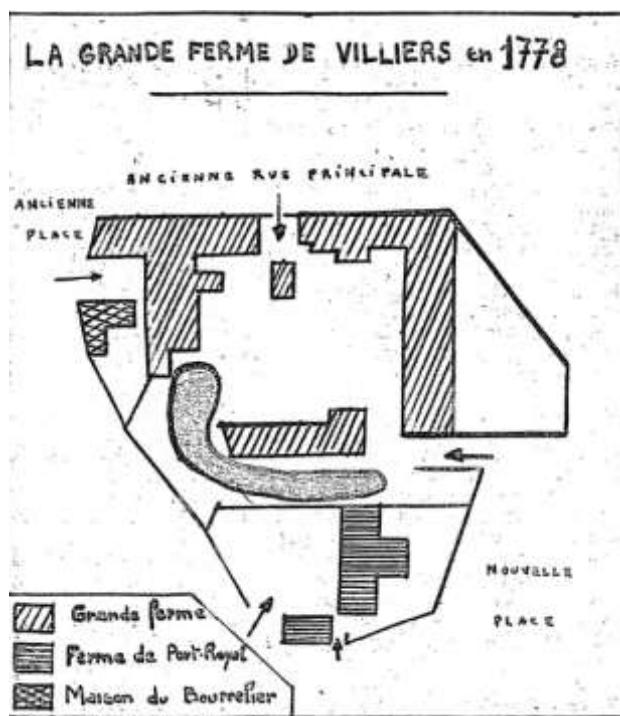 LA GRANDE FERME DE VILLIERS en 1778
ANCIENNE RUE PRINCIPALE
ANCIENNE
PLACE
NOUVELLE
PLACE
Grande ferme
Ferme de Port-Royal
Maison du Bourrelier